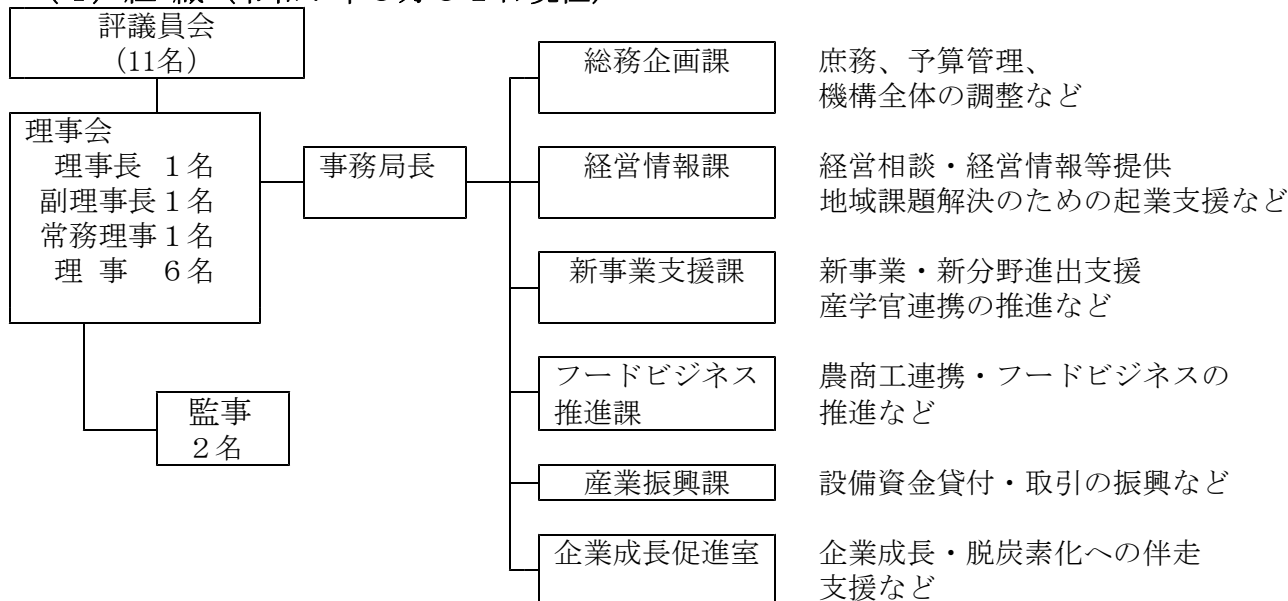 評議員会
(11名)
理事会
理事長 １名
副理事長１名
常務理事１名
理 事 ６名
監事
２名
事務局長
総務企画課
庶務、予算管理、
機構全体の調整など
経営情報課
経営相談・経営情報等提供
地域課題解決のための起業支援など
新事業支援課
新事業・新分野進出支援
産学官連携の推進など
フードビジネス
推進課
農商工連携・フードビジネスの
推進など
産業振興課
設備資金貸付・取引の振興など
企業成長促進室
企業成長・脱炭素化への伴走
支援など